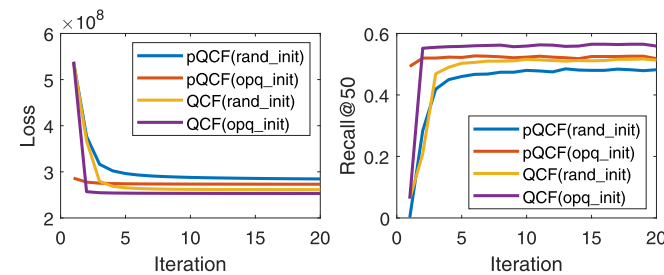 ×10⁸
6
5
4
3
2
0
5
10
15
20
Loss
Iteration
pQCF(rand_init)
pQCF(opq_init)
QCF(rand_init)
QCF(opq_init)
0.6
0.4
0.2
0
0
5
10
15
20
Recall@50
Iteration
pQCF(rand_init)
pQCF(opq_init)
QCF(rand_init)
QCF(opq_init)